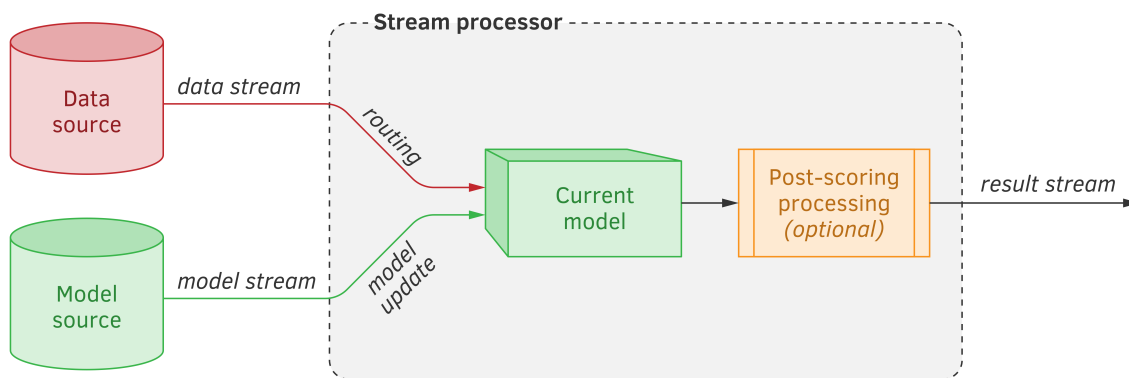 Stream processor
Data
source
data stream
routing
Current
model
Post-scoring
processing
(optional)
result stream
Model
source
model stream
model
update